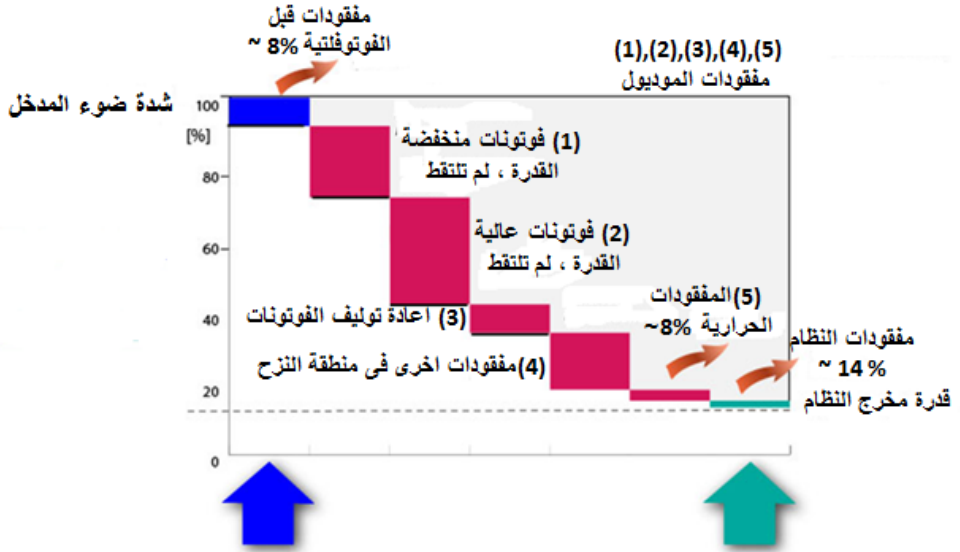 مفقودات قبل
الفوتوفلتية %8 ~
(1),(2),(3),(4),(5)
مفقودات الموديول
شدة ضوء المدخل
100
[%]
(1) فوتونات منخفضة
القدرة ، لم تلتقط
80
(2) فوتونات عالية
القدرة ، لم تلتقط
60
(5)المفقودات
الحرارية %8~
40
(3) اعادة توليف الفوتونات
مفقودات النظام
~ 14 %
(4)مفقودات اخرى فى منطقة النزح
20
قدرة مخرج النظام
0